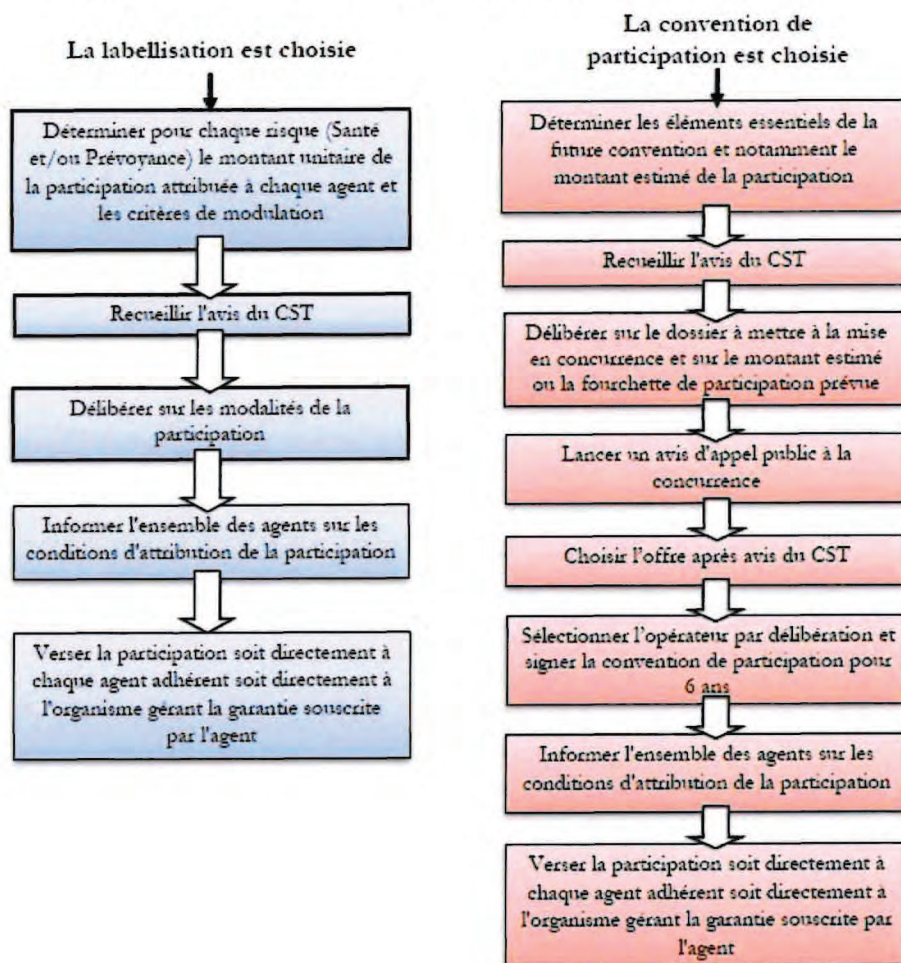 La labellisation est choisie
Déterminer pour chaque risque (Santé
et/ou Prévoyance) le montant unitaire de
la participation attribuée à chaque agent et
les critères de modulation
Recueillir l'avis du CST
Délibérer sur les modalités de la
participation
Informer l'ensemble des agents sur les
conditions d'attribution de la participation
Verser la participation soit directement à
chaque agent adhérent soit directement à
l'organisme gérant la garantie souscrite
par l'agent
La convention de
participation est choisie
Déterminer les éléments essentiels de la
future convention et notamment le
montant estimé de la participation
Recueillir l'avis du CST
Délibérer sur le dossier à mettre à la mise
en concurrence et sur le montant estimé
ou la fourchette de participation prévue
Lancer un avis d'appel public à la
concurrence
Choisir l'offre après avis du CST
Sélectionner l'opérateur par délibération et
signer la convention de participation pour
6 ans
Informer l'ensemble des agents sur les
conditions d'attribution de la participation
Verser la participation soit directement à
chaque agent adhérent soit directement à
l'organisme gérant la garantie souscrite par
l'agent